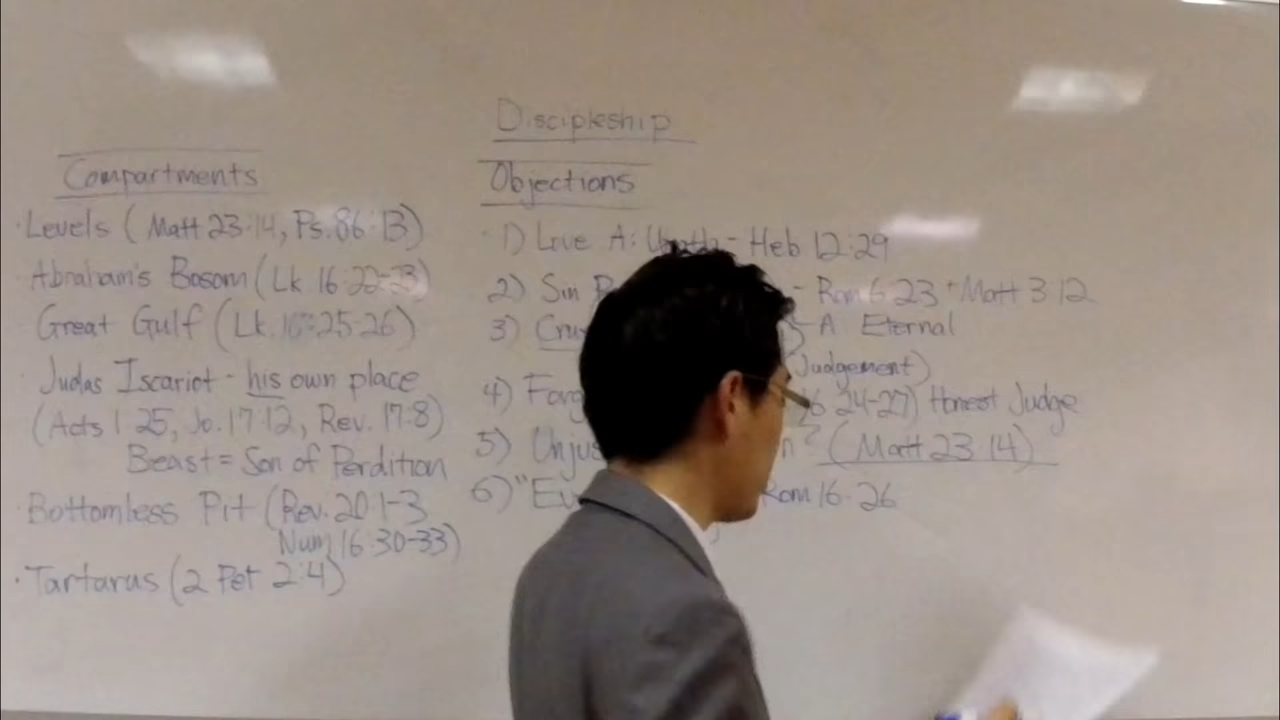 Discipleship
Compartments
· Levels (Matt 23:14, Ps. 86:13)
· Abraham's Bosom (Lk 16:22-23)
· Great Gulf (Lk. 16:25-26)
· Judas Iscariot - his own place
(Acts 1:25, Jo. 17:12, Rev. 17:8)
Beast = Son of Perdition
· Bottomless Pit (Rev. 20:1-3
Num 16:30-33)
· Tartarus (2 Pet 2:4)
Objections
1) Love - Heb 12:29
2) Sin - Rom 6:23 + Matt 3:12
3) - A Eternal
Judgement)
4) 24-27) Honest Judge
5) ? (Matt 23:14)
6) " Rom 16:26